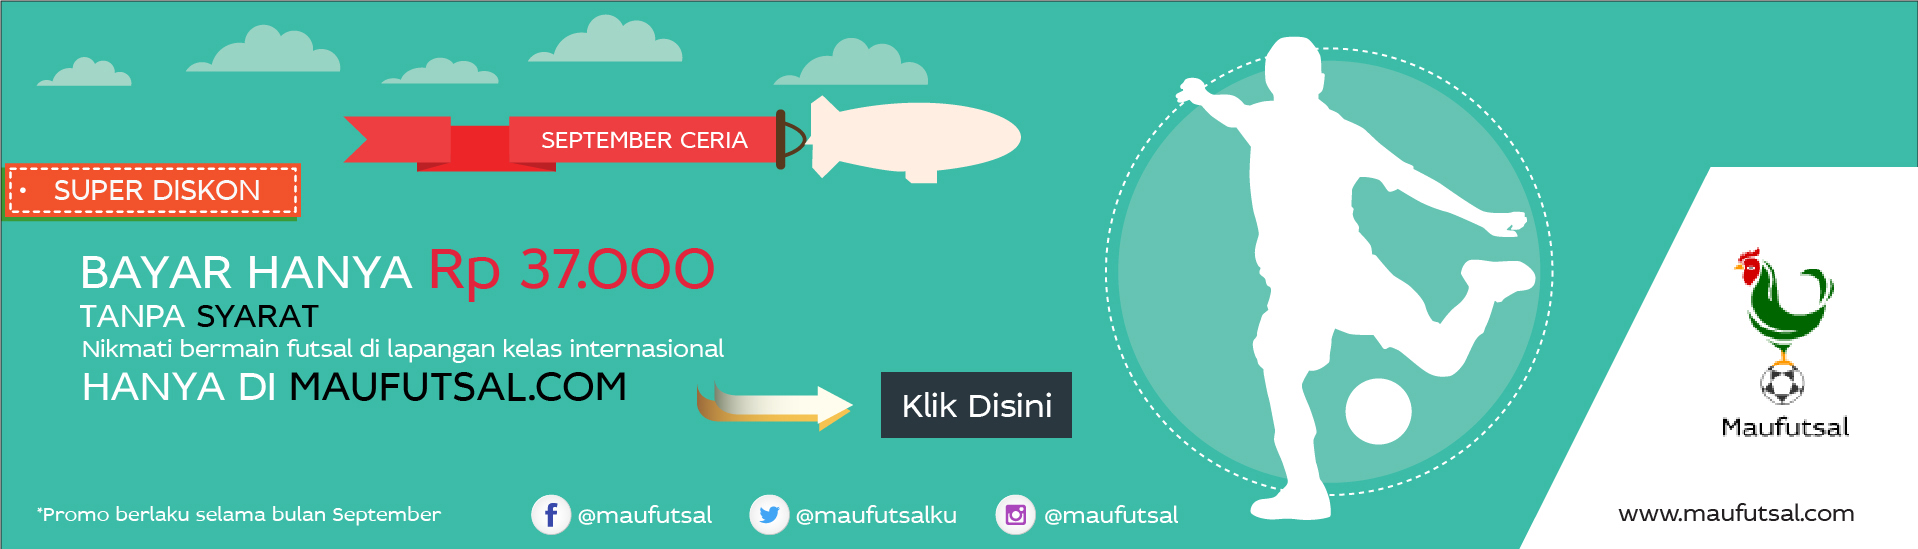 SEPTEMBER CERIA
SUPER DISKON
BAYAR HANYA Rp 37.000
TANPA SYARAT
Nikmati bermain futsal di lapangan kelas internasional
HANYA DI MAUFUTSAL.COM
Klik Disini
Maufutsal
*Promo berlaku selama bulan September
@maufutsal
@maufutsalku
@maufutsal
www.maufutsal.com